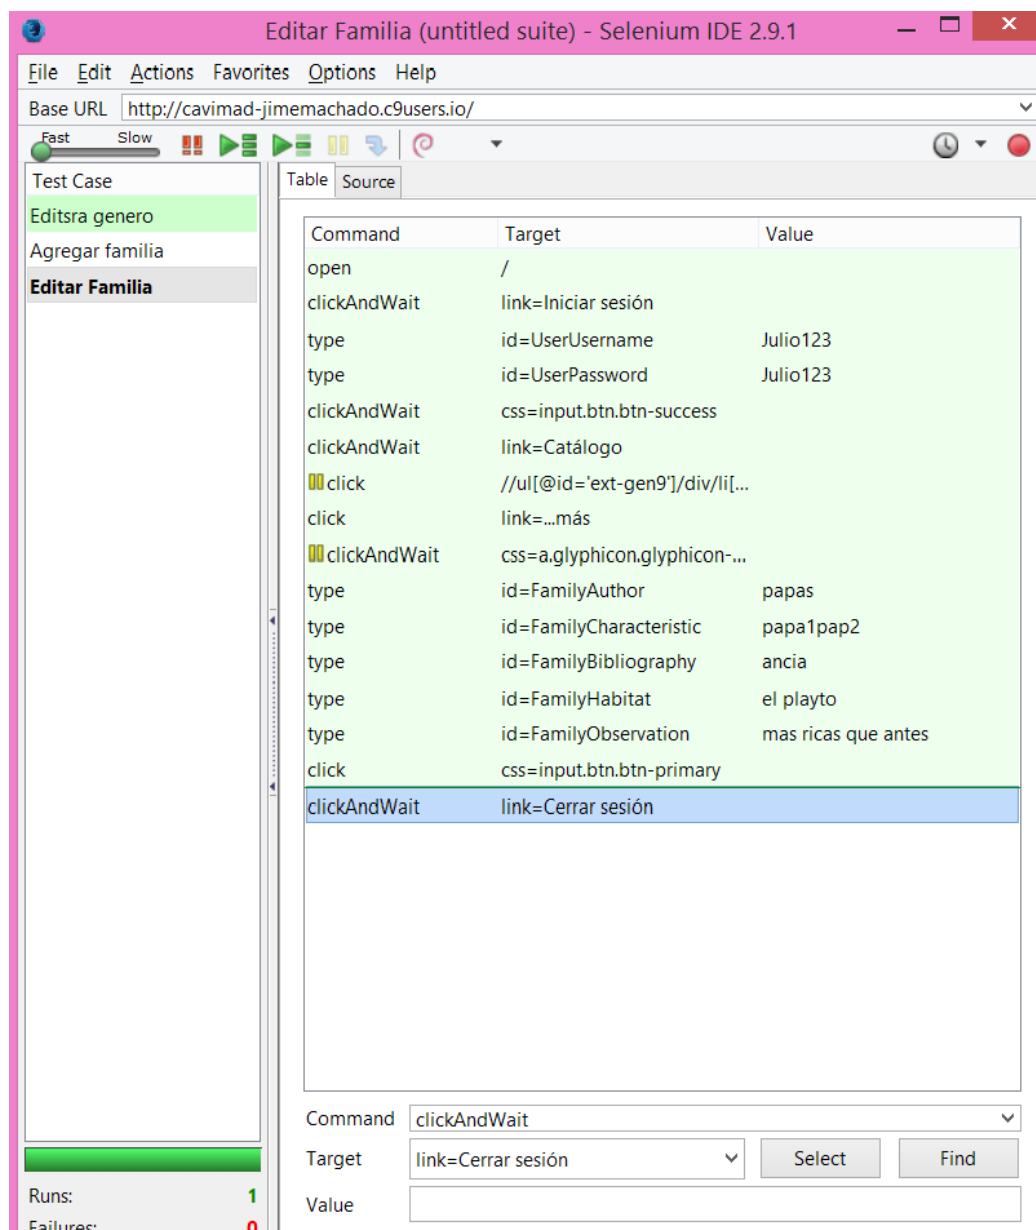 Editar Familia (untitled suite) - Selenium IDE 2.9.1
File Edit Actions Favorites Options Help
Base URL http://cavimad-jimemachado.c9users.io/
Fast Slow
Test Case
Editsra genero
Agregar familia
Editar Familia
Table Source
Command Target Value
open /
clickAndWait link=Iniciar sesión
type id=UserUsername Julio123
type id=UserPassword Julio123
clickAndWait css=input.btn.btn-success
clickAndWait link=Catálogo
click //ul[@id='ext-gen9']/div/li[...
click link=...más
clickAndWait css=a.glyphicon.glyphicon-...
type id=FamilyAuthor papas
type id=FamilyCharacteristic papa1pap2
type id=FamilyBibliography ancia
type id=FamilyHabitat el playto
type id=FamilyObservation mas ricas que antes
click css=input.btn.btn-primary
clickAndWait link=Cerrar sesión
Command clickAndWait
Target link=Cerrar sesión Select Find
Value
Runs: 1
Failures: 0